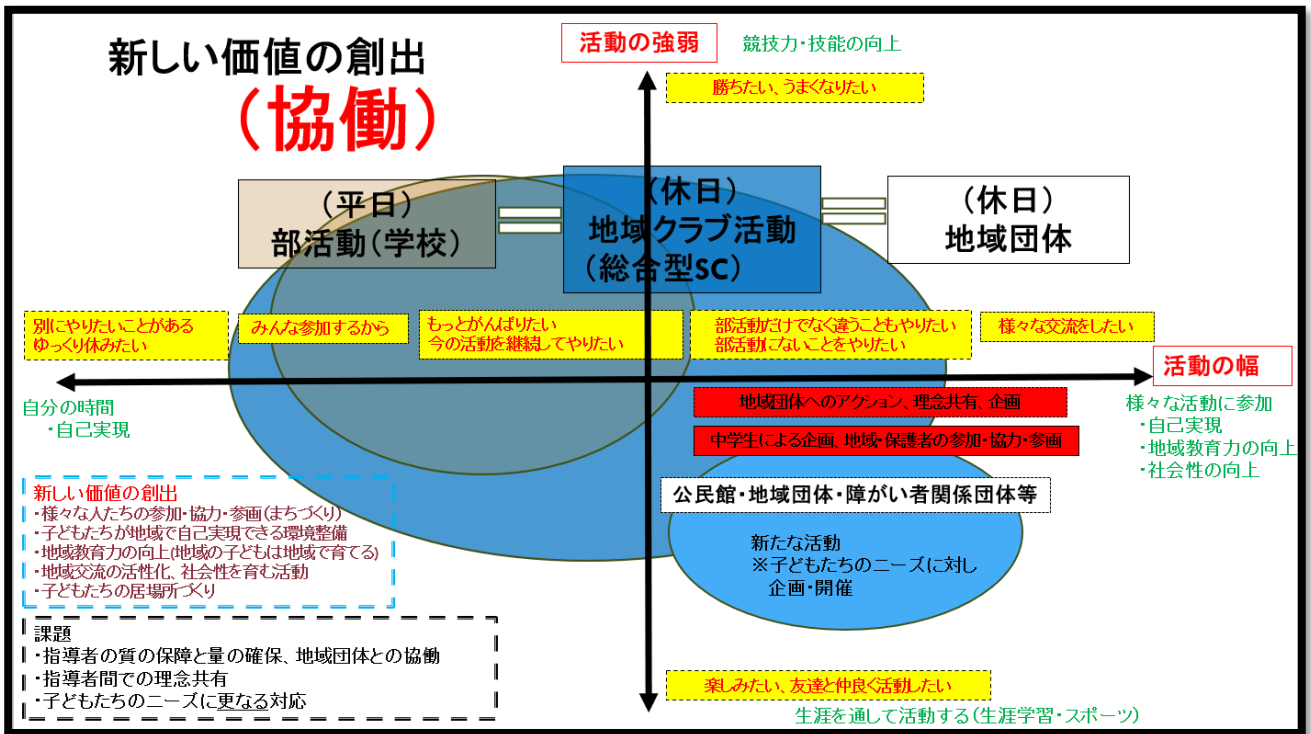 新しい価値の創出
（協働）
活動の強弱
競技力・技能の向上
勝ちたい、うまくなりたい
（平日）
部活動（学校）
（休日）
地域クラブ活動
（総合型SC）
（休日）
地域団体
別にやりたいことがある
ゆっくり休みたい
みんな参加するから
もっとがんばりたい
今の活動を継続してやりたい
部活動だけでなく違うこともやりたい
部活動にないことをやりたい
様々な交流をしたい
活動の幅
自分の時間
・自己実現
地域団体へのアクション、理念共有、企画
中学生による企画、地域・保護者の参加・協力・参画
様々な活動に参加
・自己実現
・地域教育力の向上
・社会性の向上
新しい価値の創出
・様々な人たちの参加・協力・参画(まちづくり)
・子どもたちが地域で自己実現できる環境整備
・地域教育力の向上(地域の子どもは地域で育てる)
・地域交流の活性化、社会性を育む活動
・子どもたちの居場所づくり
公民館・地域団体・障がい者関係団体等
新たな活動
※子どもたちのニーズに対し
企画・開催
課題
・指導者の質の保障と量の確保、地域団体との協働
・指導者間での理念共有
・子どもたちのニーズに更なる対応
楽しみたい、友達と仲良く活動したい
生涯を通して活動する(生涯学習・スポーツ)